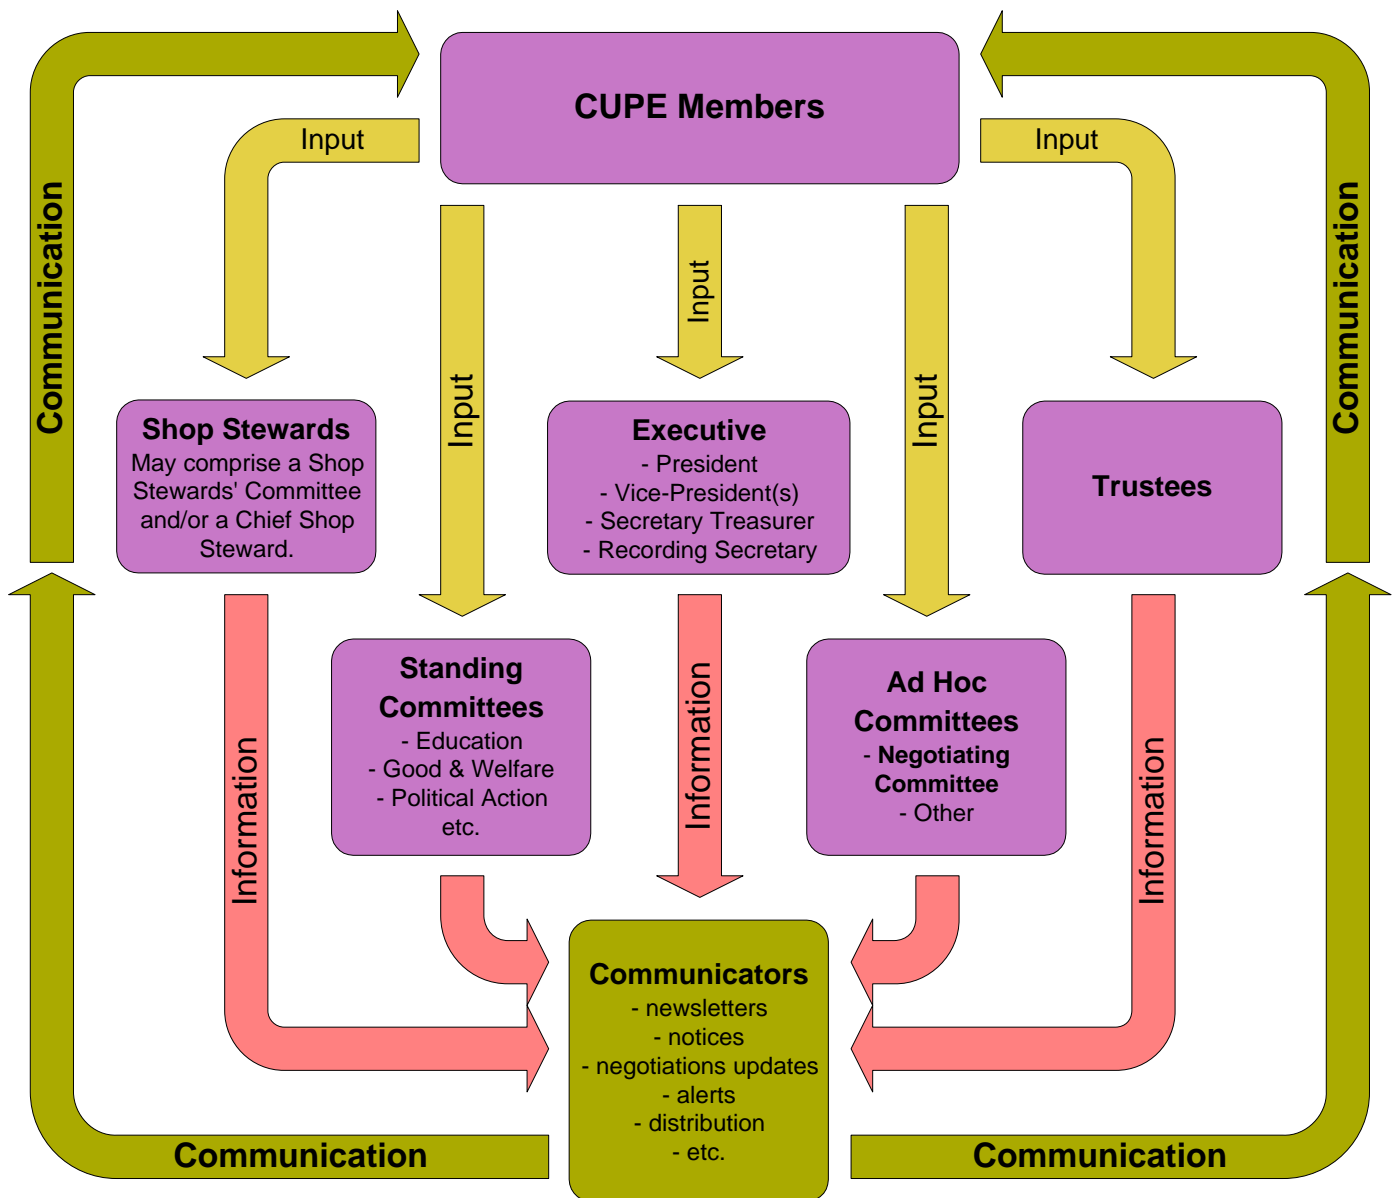 CUPE Members
Input
Input
Communication
Communication
Input
Input
Input
Shop Stewards
May comprise a Shop
Stewards' Committee
and/or a Chief Shop
Steward.
Executive
- President
- Vice-President(s)
- Secretary Treasurer
- Recording Secretary
Trustees
Standing
Committees
- Education
- Good & Welfare
- Political Action
etc.
Ad Hoc
Committees
- Negotiating
Committee
- Other
Information
Information
Information
Communicators
- newsletters
- notices
- negotiations updates
- alerts
- distribution
- etc.
Communication
Communication